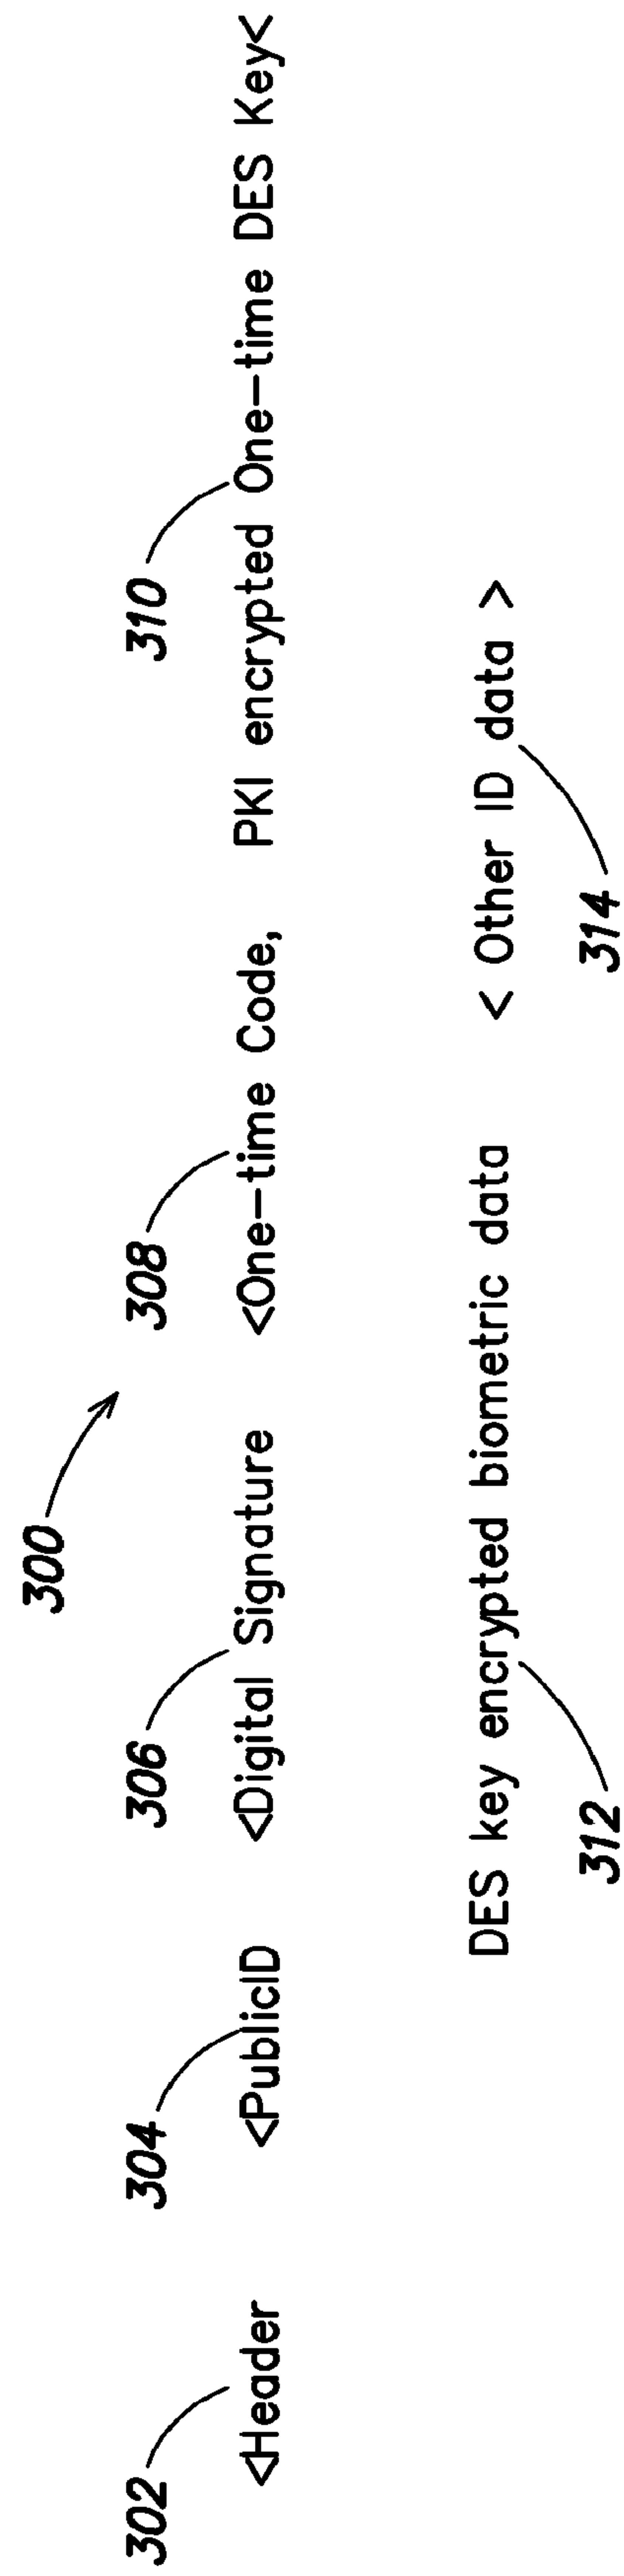 300
302 304 306 308 310
<Header <PublicID <Digital Signature <One-time Code, PKI encrypted One-time DES Key<
DES key encrypted biometric data < Other ID data >
312 314